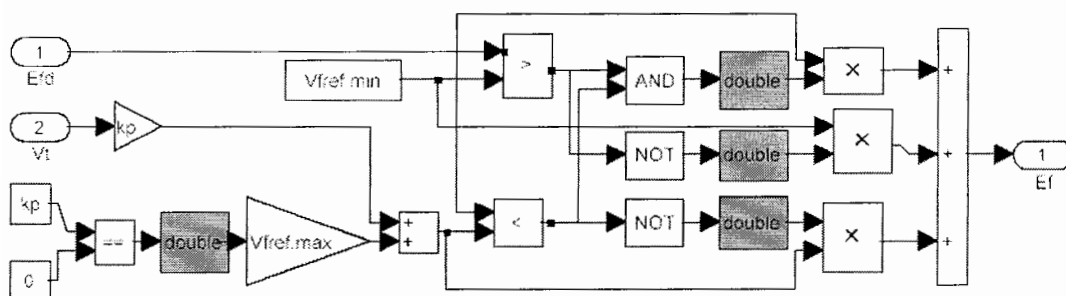 1
Efd
Vfref.min
>
AND
double
×
+
2
Vt
kp
NOT
double
×
+
1
Ef
kp
0
==
double
Vfref.max
+
+
<
NOT
double
×
+